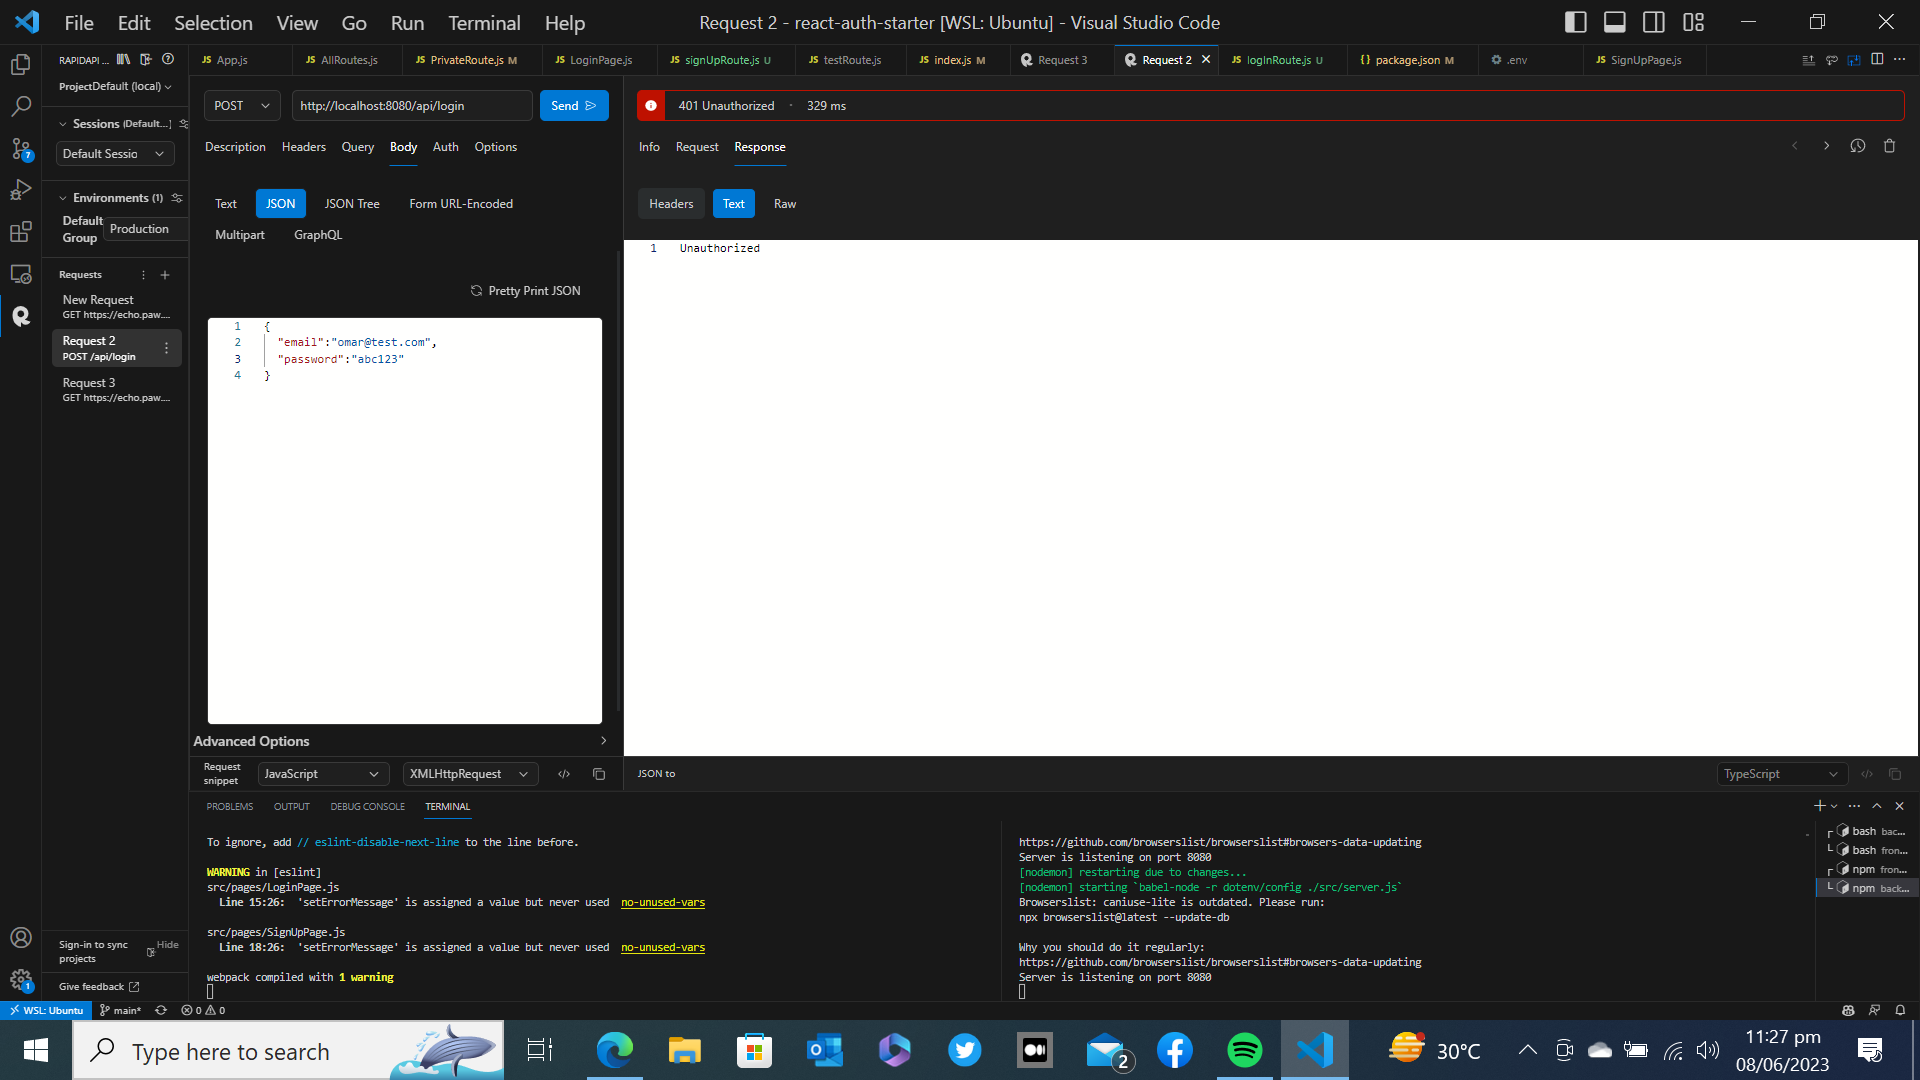 File Edit Selection View Go Run Terminal Help
Request 2 - react-auth-starter [WSL: Ubuntu] - Visual Studio Code
RAPIDAPI ...
App.js
AllRoutes.js
PrivateRoute.js M
LoginPage.js
signUpRoute.js U
testRoute.js
index.js M
Request 3
Request 2
logInRoute.js U
package.json M
.env
SignUpPage.js
ProjectDefault (local)
Sessions (Default...]
Default Sessio
Environments (1)
Default Group
Production
Requests
New Request
GET https://echo.paw....
Request 2
POST /api/login
Request 3
GET https://echo.paw....
Sign-in to sync projects
Hide
Give feedback
POST
http://localhost:8080/api/login
Send
Description Headers Query Body Auth Options
Text JSON JSON Tree Form URL-Encoded
Multipart GraphQL
Pretty Print JSON
1 {
2 "email":"omar@test.com",
3 "password":"abc123"
4 }
Advanced Options
Request snippet
JavaScript
XMLHttpRequest
401 Unauthorized · 329 ms
Info Request Response
Headers Text Raw
1 Unauthorized
JSON to
TypeScript
PROBLEMS OUTPUT DEBUG CONSOLE TERMINAL
To ignore, add // eslint-disable-next-line to the line before.
WARNING in [eslint]
src/pages/LoginPage.js
Line 15:26: 'setErrorMessage' is assigned a value but never used no-unused-vars
src/pages/SignUpPage.js
Line 18:26: 'setErrorMessage' is assigned a value but never used no-unused-vars
webpack compiled with 1 warning
https://github.com/browserslist/browserslist#browsers-data-updating
Server is listening on port 8080
[nodemon] restarting due to changes...
[nodemon] starting `babel-node -r dotenv/config ./src/server.js`
Browserslist: caniuse-lite is outdated. Please run:
npx browserslist@latest --update-db
Why you should do it regularly:
https://github.com/browserslist/browserslist#browsers-data-updating
Server is listening on port 8080
bash bac...
bash fron...
npm fron...
npm back...
7
1
WSL: Ubuntu
main*
0 0
Type here to search
2
30°C
11:27 pm
08/06/2023